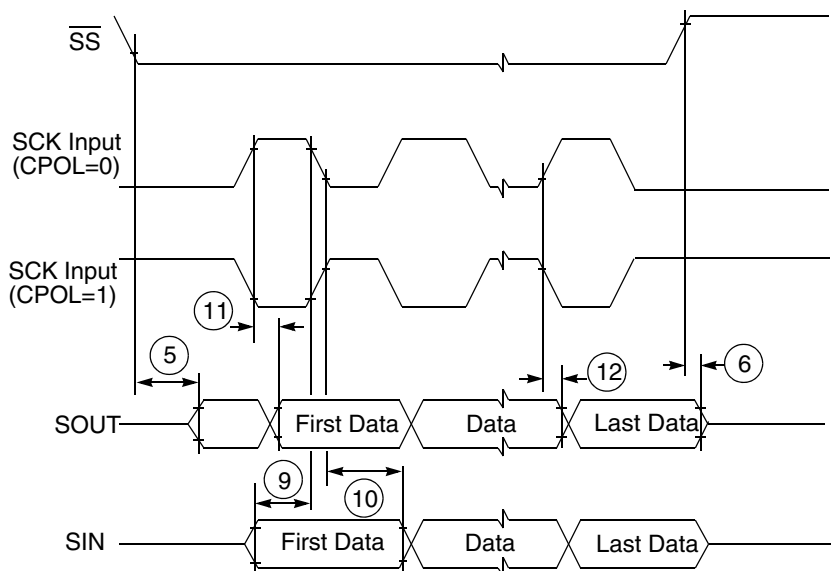 SS
SCK Input
(CPOL=0)
SCK Input
(CPOL=1)
11
5
12
6
SOUT
First Data
Data
Last Data
9
10
SIN
First Data
Data
Last Data